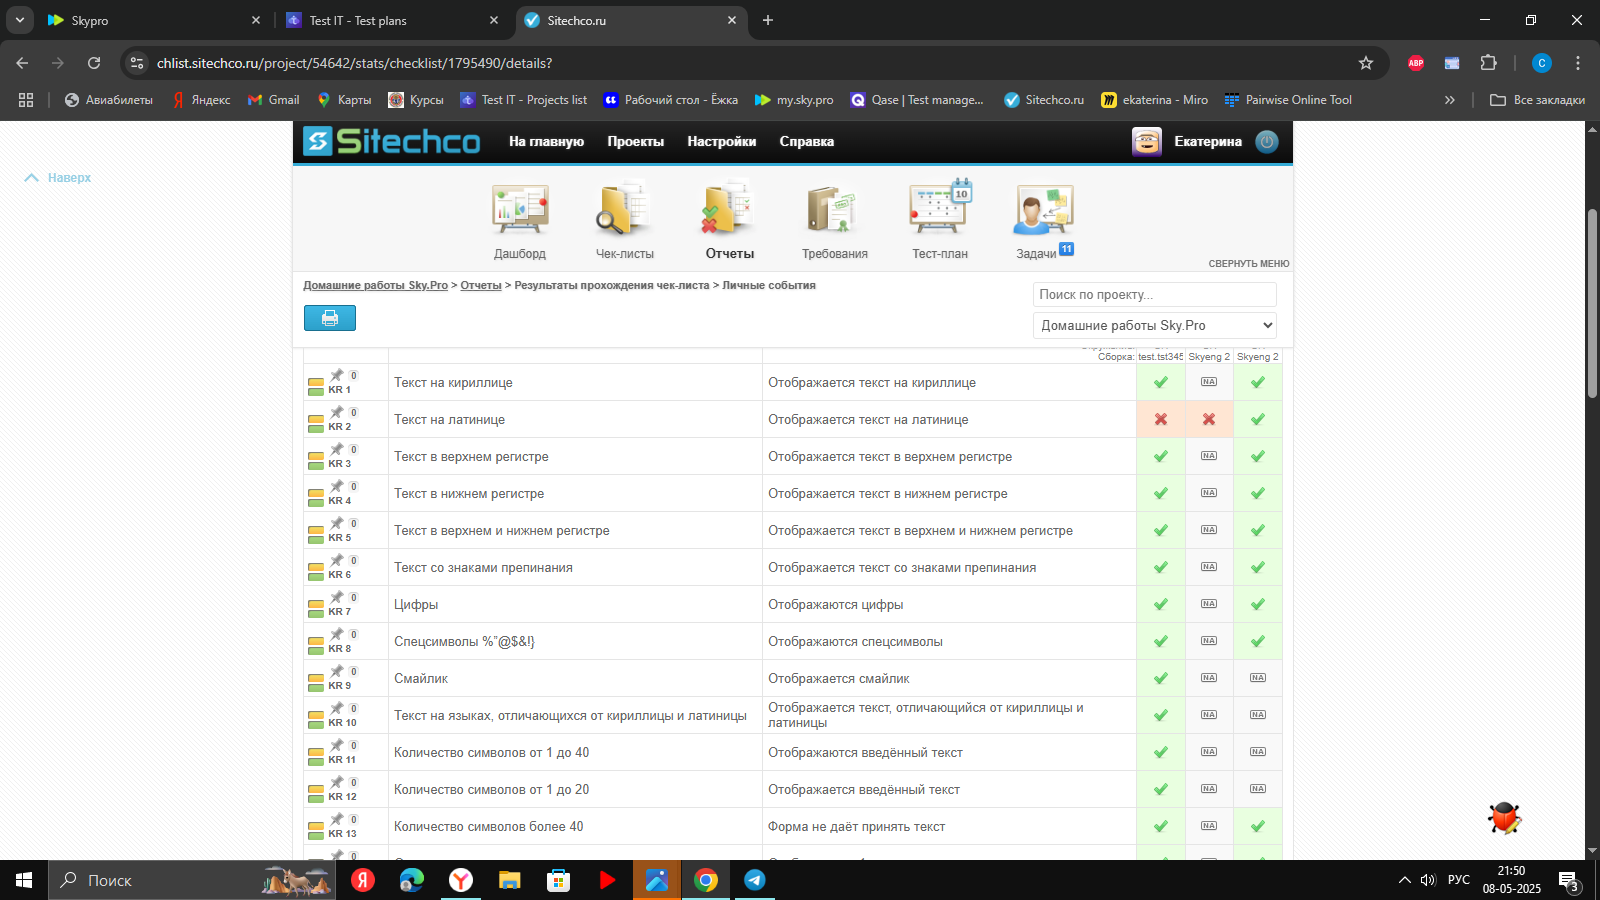 Skypro
Test IT - Test plans
Sitechco.ru
chlist.sitechco.ru/project/54642/stats/checklist/1795490/details?
ABP
C
Авиабилеты
Яндекс
Gmail
Карты
Курсы
Test IT - Projects list
Рабочий стол - Ёжка
my.sky.pro
Qase | Test manage...
Sitechco.ru
ekaterina - Miro
Pairwise Online Tool
Все закладки
Наверх
Sitechco
На главную
Проекты
Настройки
Справка
Екатерина
10
Дашборд
Чек-листы
Отчеты
Требования
Тест-план
Задачи 11
СВЕРНУТЬ МЕНЮ
Домашние работы Sky.Pro > Отчеты > Результаты прохождения чек-листа > Личные события
Поиск по проекту...
Домашние работы Sky.Pro
Сборка: test.tst345 Skyeng 2 Skyeng 2
0
KR 1 Текст на кириллице Отображается текст на кириллице NA
0
KR 2 Текст на латинице Отображается текст на латинице
0
KR 3 Текст в верхнем регистре Отображается текст в верхнем регистре NA
0
KR 4 Текст в нижнем регистре Отображается текст в нижнем регистре NA
0
KR 5 Текст в верхнем и нижнем регистре Отображается текст в верхнем и нижнем регистре NA
0
KR 6 Текст со знаками препинания Отображается текст со знаками препинания NA
0
KR 7 Цифры Отображаются цифры NA
0
KR 8 Спецсимволы %"@$&!} Отображаются спецсимволы NA
0
KR 9 Смайлик Отображается смайлик NA NA
0
KR 10 Текст на языках, отличающихся от кириллицы и латиницы Отображается текст, отличающийся от кириллицы и латиницы NA NA
0
KR 11 Количество символов от 1 до 40 Отображаются введённый текст NA NA
0
KR 12 Количество символов от 1 до 20 Отображается введённый текст NA NA
0
KR 13 Количество символов более 40 Форма не даёт принять текст NA
0
Поиск
РУС
21:50
08-05-2025
3